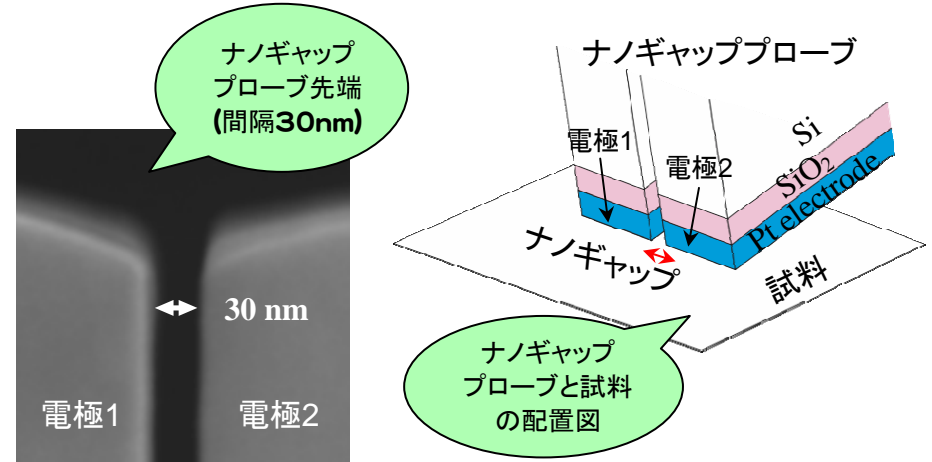 ナノギャップ
プローブ先端
(間隔30nm)
30 nm
電極1
電極2
ナノギャッププローブ
電極1
電極2
Si
SiO₂
Pt electrode
ナノギャップ
試料
ナノギャップ
プローブと試料
の配置図